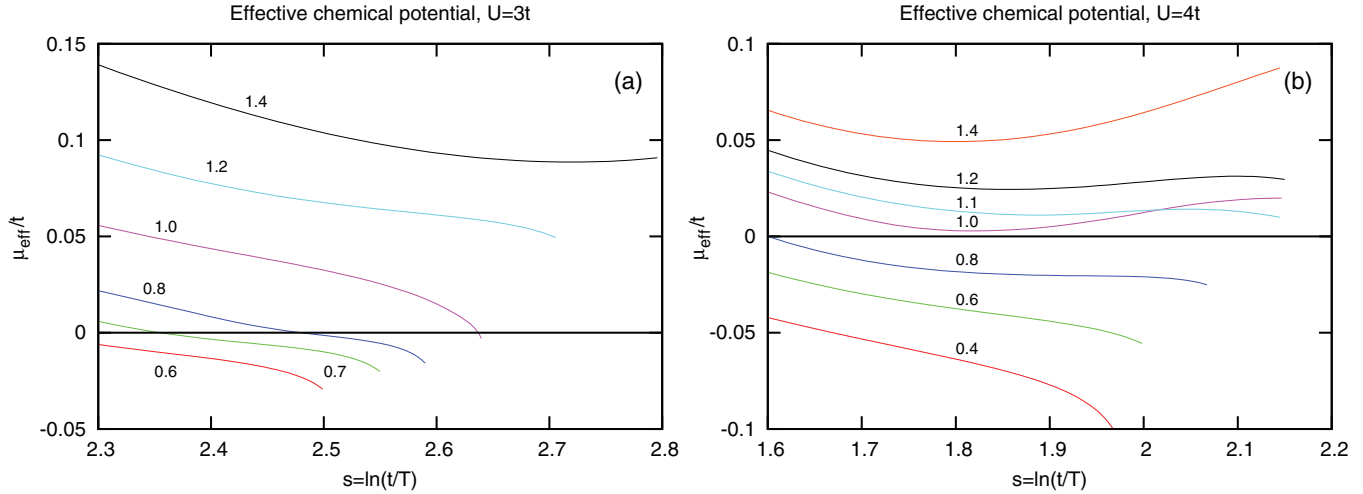 Effective chemical potential, U=3t
0.15
0.1
0.05
0
-0.05
μeff/t
(a)
1.4
1.2
1.0
0.8
0.6
0.7
2.3 2.4 2.5 2.6 2.7 2.8
s=ln(t/T)
Effective chemical potential, U=4t
0.1
0.05
0
-0.05
-0.1
μeff/t
(b)
1.4
1.2
1.1
1.0
0.8
0.6
0.4
1.6 1.7 1.8 1.9 2 2.1 2.2
s=ln(t/T)